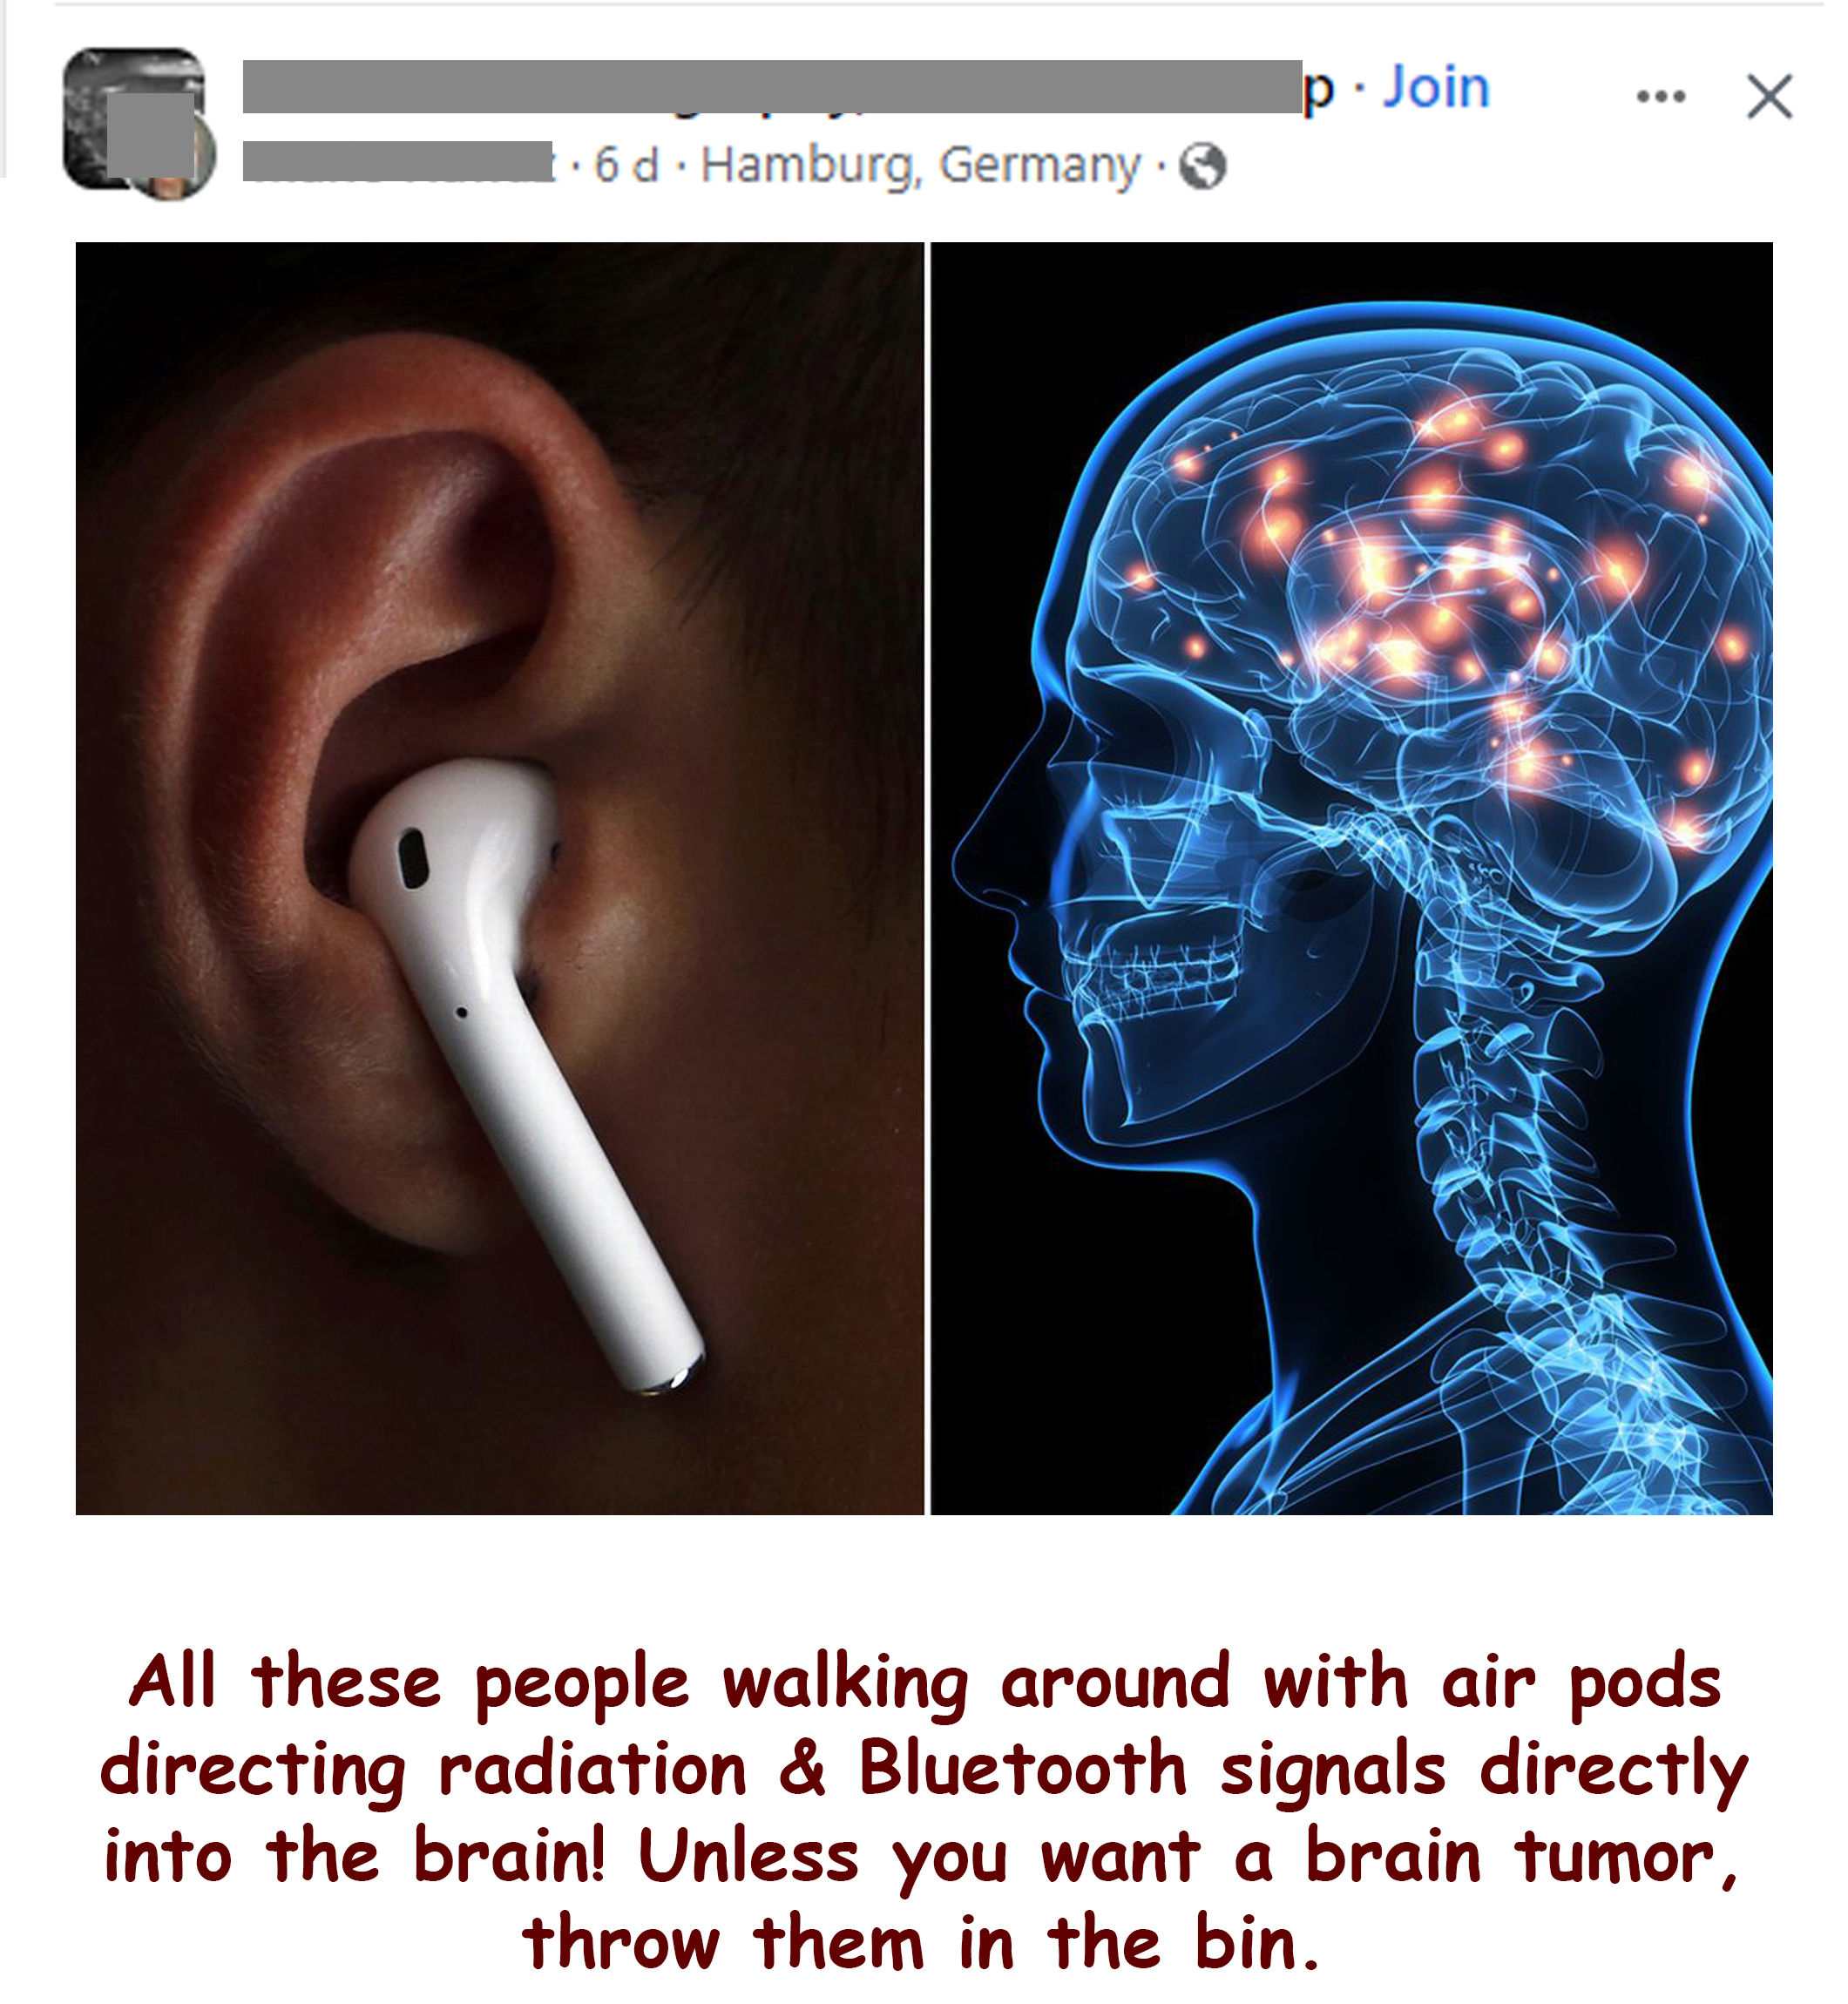 p · Join
· 6 d · Hamburg, Germany ·
All these people walking around with air pods
directing radiation & Bluetooth signals directly
into the brain! Unless you want a brain tumor,
throw them in the bin.